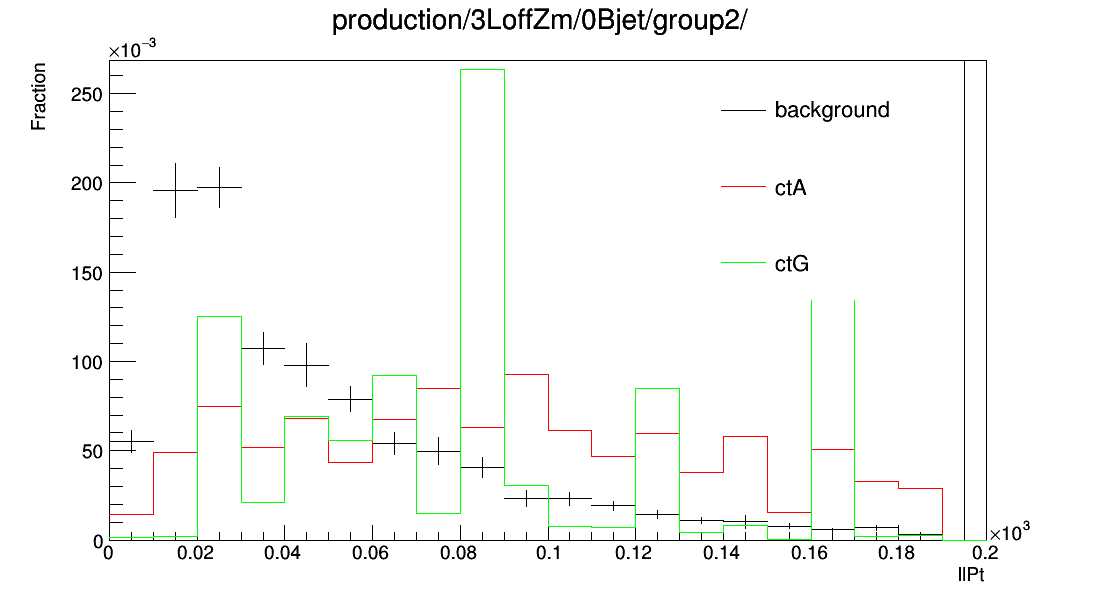 production/3LoffZm/0Bjet/group2/
×10⁻³
Fraction
250
200
150
100
50
0
background
ctA
ctG
0 0.02 0.04 0.06 0.08 0.1 0.12 0.14 0.16 0.18 0.2
×10³
llPt